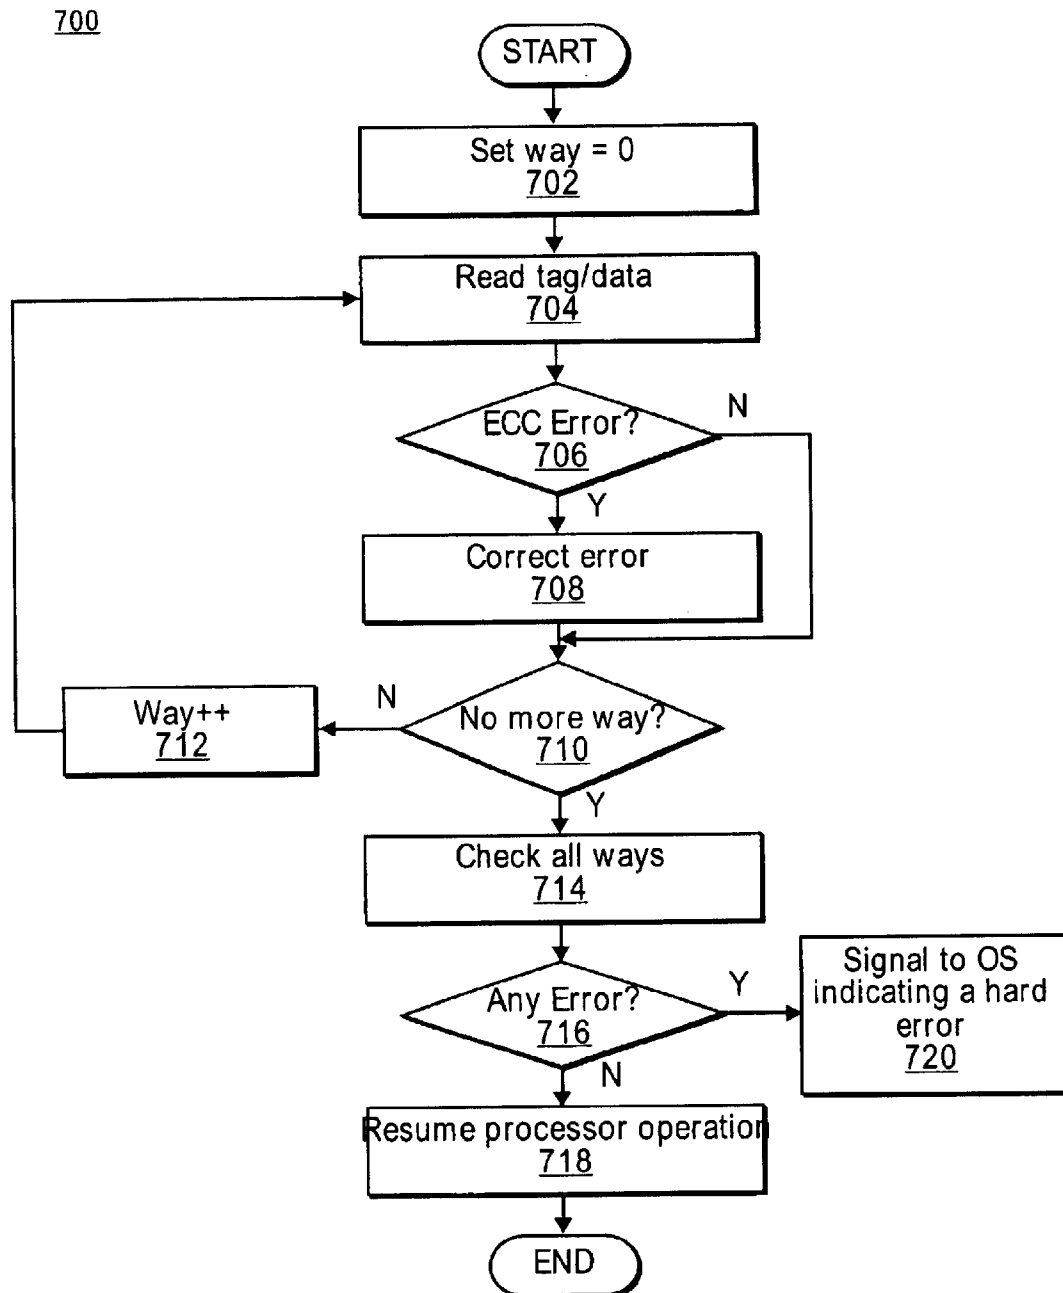 700
START
Set way = 0
702
Read tag/data
704
ECC Error?
706
N
Y
Correct error
708
No more way?
710
N
Way++
712
Y
Check all ways
714
Any Error?
716
Y
Signal to OS
indicating a hard
error
720
N
Resume processor operation
718
END